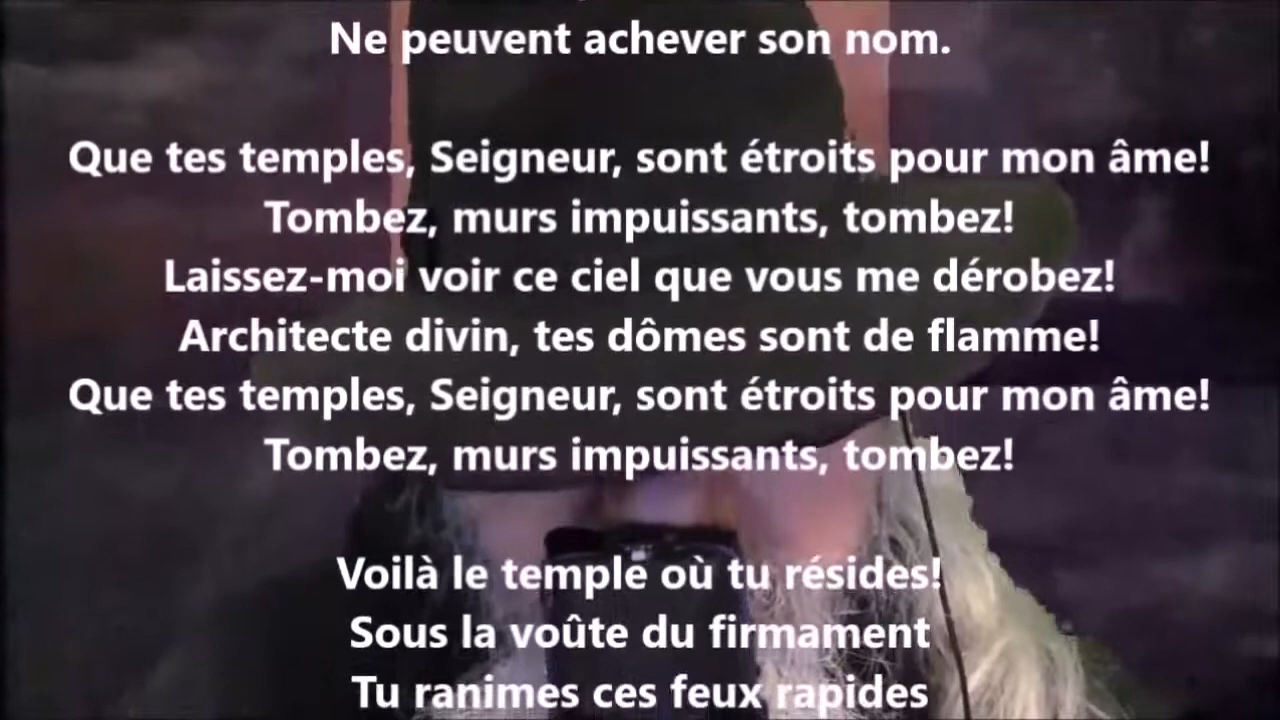 Ne peuvent achever son nom.
Que tes temples, Seigneur, sont étroits pour mon âme!
Tombez, murs impuissants, tombez!
Laissez-moi voir ce ciel que vous me dérobez!
Architecte divin, tes dômes sont de flamme!
Que tes temples, Seigneur, sont étroits pour mon âme!
Tombez, murs impuissants, tombez!
Voilà le temple où tu résides!
Sous la voûte du firmament
Tu ranimes ces feux rapides